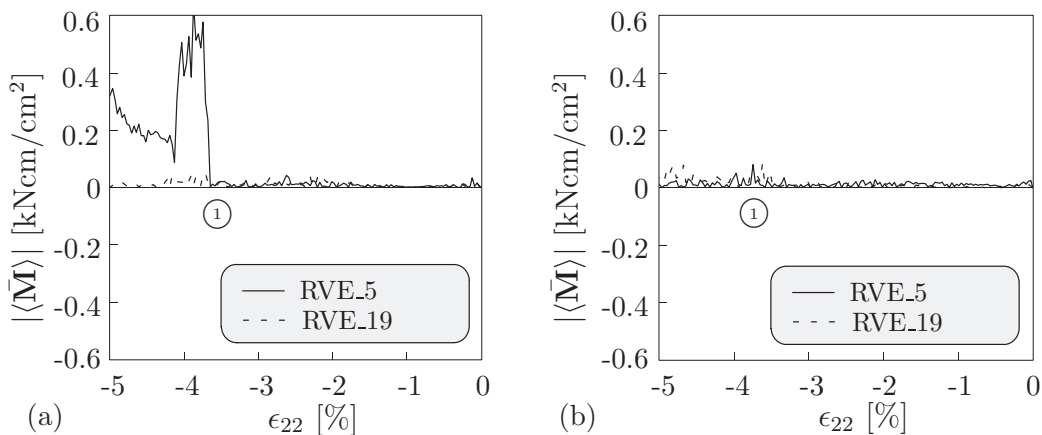 0.6
0.4
0.2
0
-0.2
-0.4
-0.6
|⟨M̄⟩| [kNcm/cm²]
1
RVE_5
RVE_19
-5 -4 -3 -2 -1 0
(a) ϵ₂₂ [%]
0.6
0.4
0.2
0
-0.2
-0.4
-0.6
|⟨M̄⟩| [kNcm/cm²]
1
RVE_5
RVE_19
-5 -4 -3 -2 -1 0
(b) ϵ₂₂ [%]